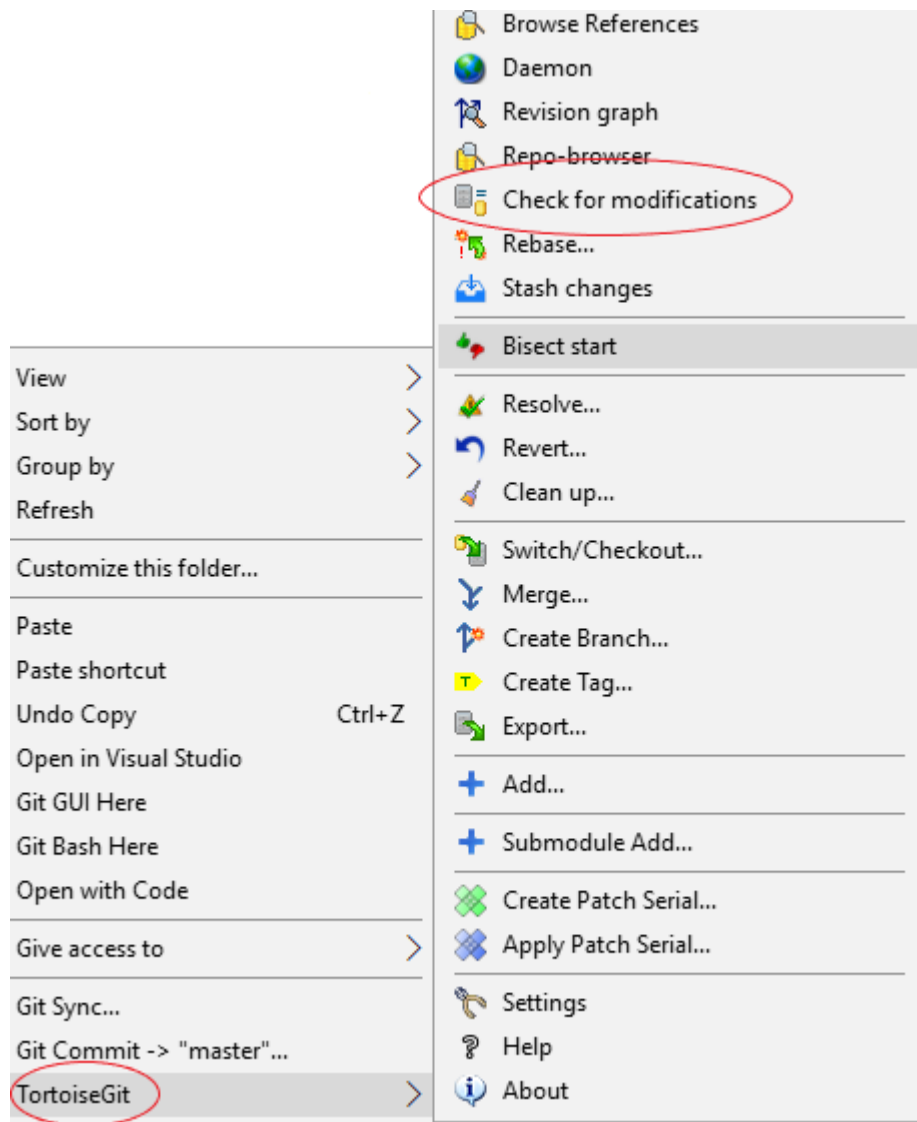 Browse References
Daemon
Revision graph
Repo-browser
Check for modifications
Rebase...
Stash changes
Bisect start
Resolve...
Revert...
Clean up...
Switch/Checkout...
Merge...
Create Branch...
T Create Tag...
Export...
Add...
Submodule Add...
Create Patch Serial...
Apply Patch Serial...
Settings
Help
About
View
Sort by
Group by
Refresh
Customize this folder...
Paste
Paste shortcut
Undo Copy Ctrl+Z
Open in Visual Studio
Git GUI Here
Git Bash Here
Open with Code
Give access to
Git Sync...
Git Commit -> "master"...
TortoiseGit